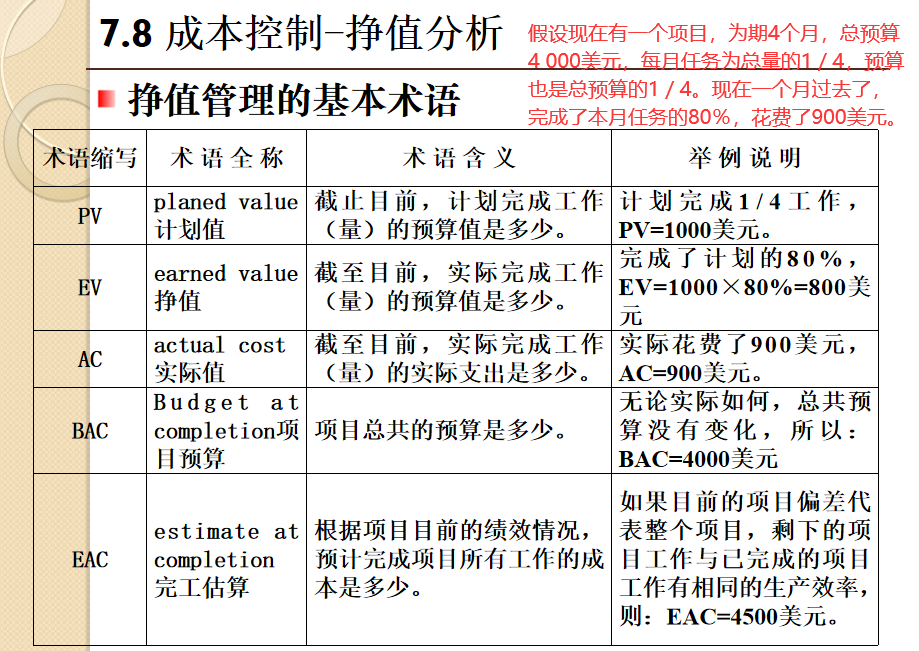 7.8 成本控制-挣值分析
假设现在有一个项目，为期4个月，总预算
4 000美元，每月任务为总量的1 / 4，预算
也是总预算的1 / 4。现在一个月过去了，
完成了本月任务的80%，花费了900美元。
挣值管理的基本术语
术语缩写
术语全称
术语含义
举例说明
PV
planed value
计划值
截止目前，计划完成工作
（量）的预算值是多少。
计划完成1/4工作，
PV=1000美元。
EV
earned value
挣值
截至目前，实际完成工作
（量）的预算值是多少。
完成了计划的80%，
EV=1000×80%=800美
元
AC
actual cost
实际值
截至目前，实际完成工作
（量）的实际支出是多少。
实际花费了900美元，
AC=900美元。
BAC
Budget at
completion项
目预算
项目总共的预算是多少。
无论实际如何，总共预
算没有变化，所以：
BAC=4000美元
EAC
estimate at
completion
完工估算
根据项目目前的绩效情况，
预计完成项目所有工作的成
本是多少。
如果目前的项目偏差代
表整个项目，剩下的项
目工作与已完成的项目
工作有相同的生产效率，
则：EAC=4500美元。